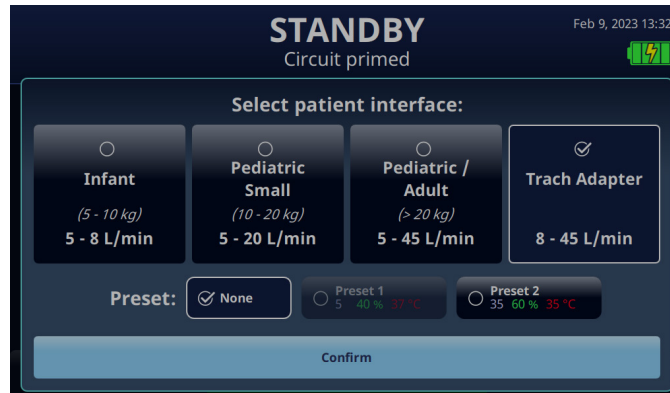 STANDBY
Feb 9, 2023 13:32
Circuit primed
Select patient interface:
Infant
(5 - 10 kg)
5 - 8 L/min
Pediatric
Small
(10 - 20 kg)
5 - 20 L/min
Pediatric /
Adult
(> 20 kg)
5 - 45 L/min
Trach Adapter
8 - 45 L/min
Preset:
None
Preset 1
5 40 % 37 °C
Preset 2
35 60 % 35 °C
Confirm